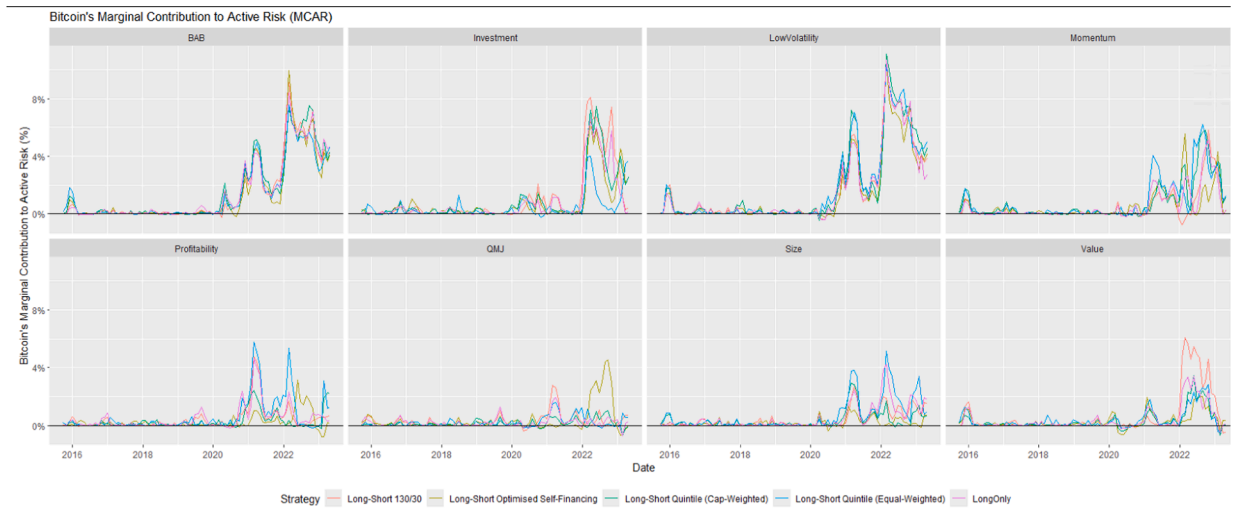 Bitcoin's Marginal Contribution to Active Risk (MCAR)
BAB Investment LowVolatility Momentum
8%
4%
0%
Profitability QMJ Size Value
8%
4%
0%
Bitcoin's Marginal Contribution to Active Risk (%)
2016 2018 2020 2022 2016 2018 2020 2022 2016 2018 2020 2022 2016 2018 2020 2022
Date
Strategy Long-Short 130/30 Long-Short Optimised Self-Financing Long-Short Quintile (Cap-Weighted) Long-Short Quintile (Equal-Weighted) LongOnly